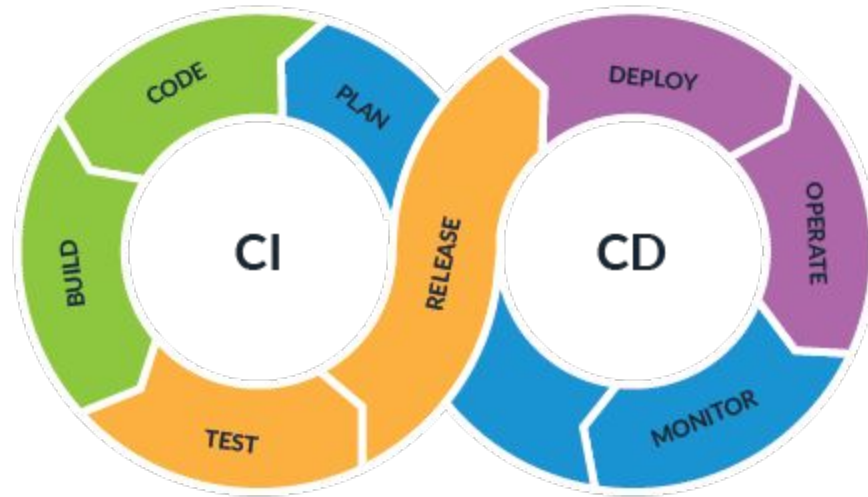 PLAN
CODE
BUILD
TEST
RELEASE
DEPLOY
OPERATE
MONITOR
CI
CD